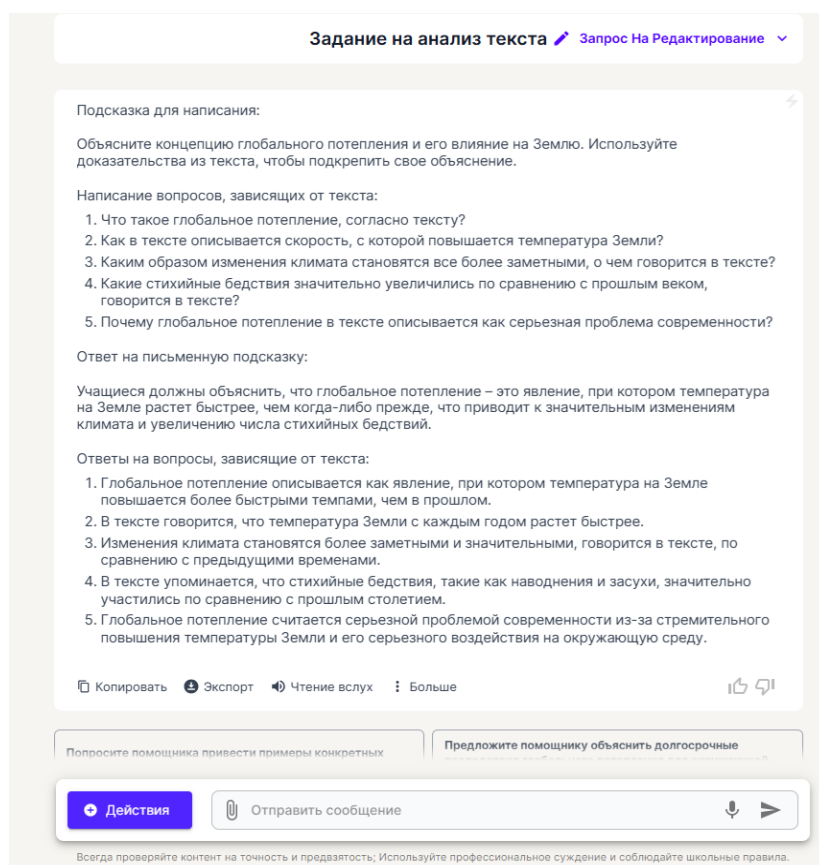 Задание на анализ текста Запрос На Редактирование
Подсказка для написания:
Объясните концепцию глобального потепления и его влияние на Землю. Используйте
доказательства из текста, чтобы подкрепить свое объяснение.
Написание вопросов, зависящих от текста:
1. Что такое глобальное потепление, согласно тексту?
2. Как в тексте описывается скорость, с которой повышается температура Земли?
3. Каким образом изменения климата становятся все более заметными, о чем говорится в тексте?
4. Какие стихийные бедствия значительно увеличились по сравнению с прошлым веком,
говорится в тексте?
5. Почему глобальное потепление в тексте описывается как серьезная проблема современности?
Ответ на письменную подсказку:
Учащиеся должны объяснить, что глобальное потепление – это явление, при котором температура
на Земле растет быстрее, чем когда-либо прежде, что приводит к значительным изменениям
климата и увеличению числа стихийных бедствий.
Ответы на вопросы, зависящие от текста:
1. Глобальное потепление описывается как явление, при котором температура на Земле
повышается более быстрыми темпами, чем в прошлом.
2. В тексте говорится, что температура Земли с каждым годом растет быстрее.
3. Изменения климата становятся более заметными и значительными, говорится в тексте, по
сравнению с предыдущими временами.
4. В тексте упоминается, что стихийные бедствия, такие как наводнения и засухи, значительно
участились по сравнению с прошлым столетием.
5. Глобальное потепление считается серьезной проблемой современности из-за стремительного
повышения температуры Земли и его серьезного воздействия на окружающую среду.
Копировать Экспорт Чтение вслух Больше
Попросите помощника привести примеры конкретных
Предложите помощнику объяснить долгосрочные
Действия
Отправить сообщение
Всегда проверяйте контент на точность и предвзятость; Используйте профессиональное суждение и соблюдайте школьные правила.